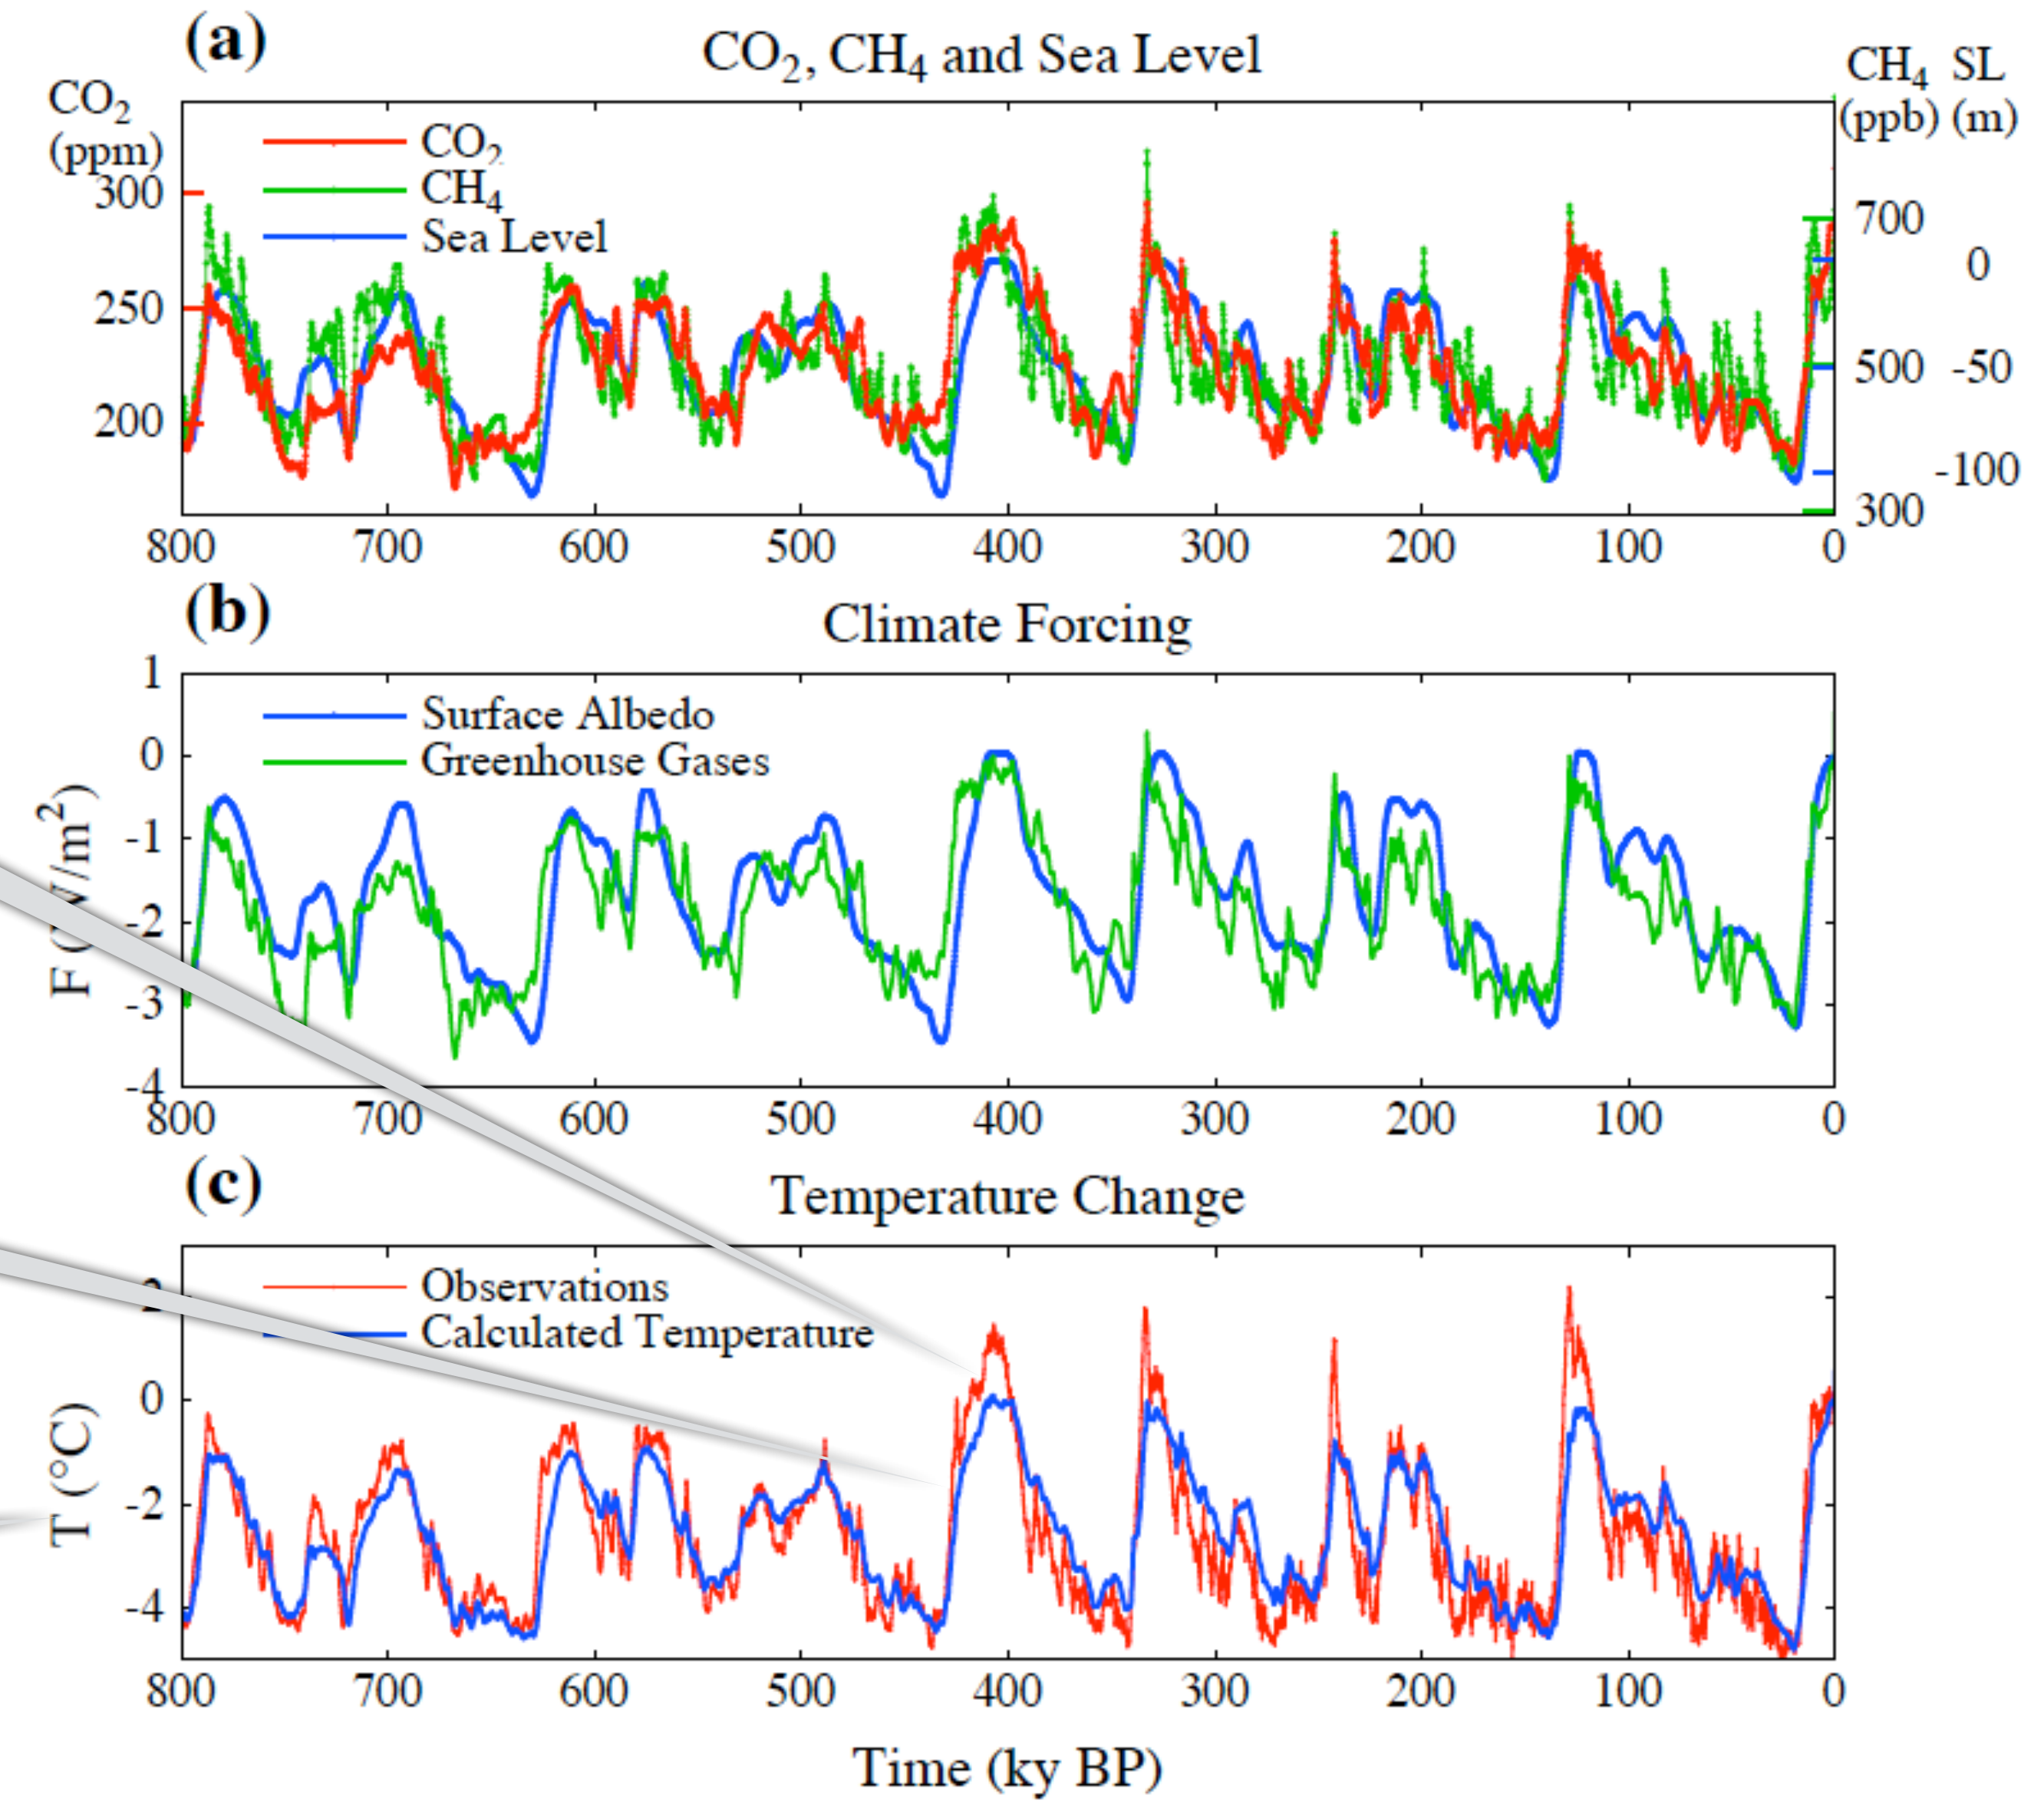 (a)
CO2, CH4 and Sea Level
CO2
(ppm)
CH4 SL
(ppb) (m)
CO2
CH4
Sea Level
300
250
200
700
500
300
0
-50
-100
800 700 600 500 400 300 200 100 0
(b)
Climate Forcing
Surface Albedo
Greenhouse Gases
F (W/m2)
1
0
-1
-2
-3
-4
800 700 600 500 400 300 200 100 0
(c)
Temperature Change
Observations
Calculated Temperature
T (°C)
2
0
-2
-4
800 700 600 500 400 300 200 100 0
Time (ky BP)